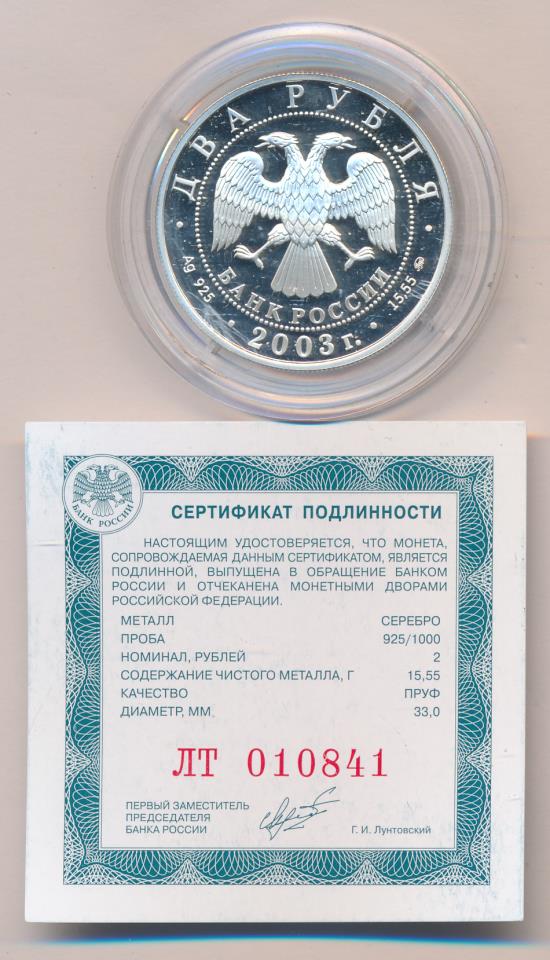 ДВА РУБЛЯ
Ag 925
БАНК РОССИИ
15,55
2003 г.
БАНК РОССИИ
СЕРТИФИКАТ ПОДЛИННОСТИ
НАСТОЯЩИМ УДОСТОВЕРЯЕТСЯ, ЧТО МОНЕТА,
СОПРОВОЖДАЕМАЯ ДАННЫМ СЕРТИФИКАТОМ, ЯВЛЯЕТСЯ
ПОДЛИННОЙ, ВЫПУЩЕНА В ОБРАЩЕНИЕ БАНКОМ
РОССИИ И ОТЧЕКАНЕНА МОНЕТНЫМИ ДВОРАМИ
РОССИЙСКОЙ ФЕДЕРАЦИИ.
МЕТАЛЛ СЕРЕБРО
ПРОБА 925/1000
НОМИНАЛ, РУБЛЕЙ 2
СОДЕРЖАНИЕ ЧИСТОГО МЕТАЛЛА, Г 15,55
КАЧЕСТВО ПРУФ
ДИАМЕТР, ММ 33,0
ЛТ 010841
ПЕРВЫЙ ЗАМЕСТИТЕЛЬ
ПРЕДСЕДАТЕЛЯ
БАНКА РОССИИ
Г. И. Лунтовский